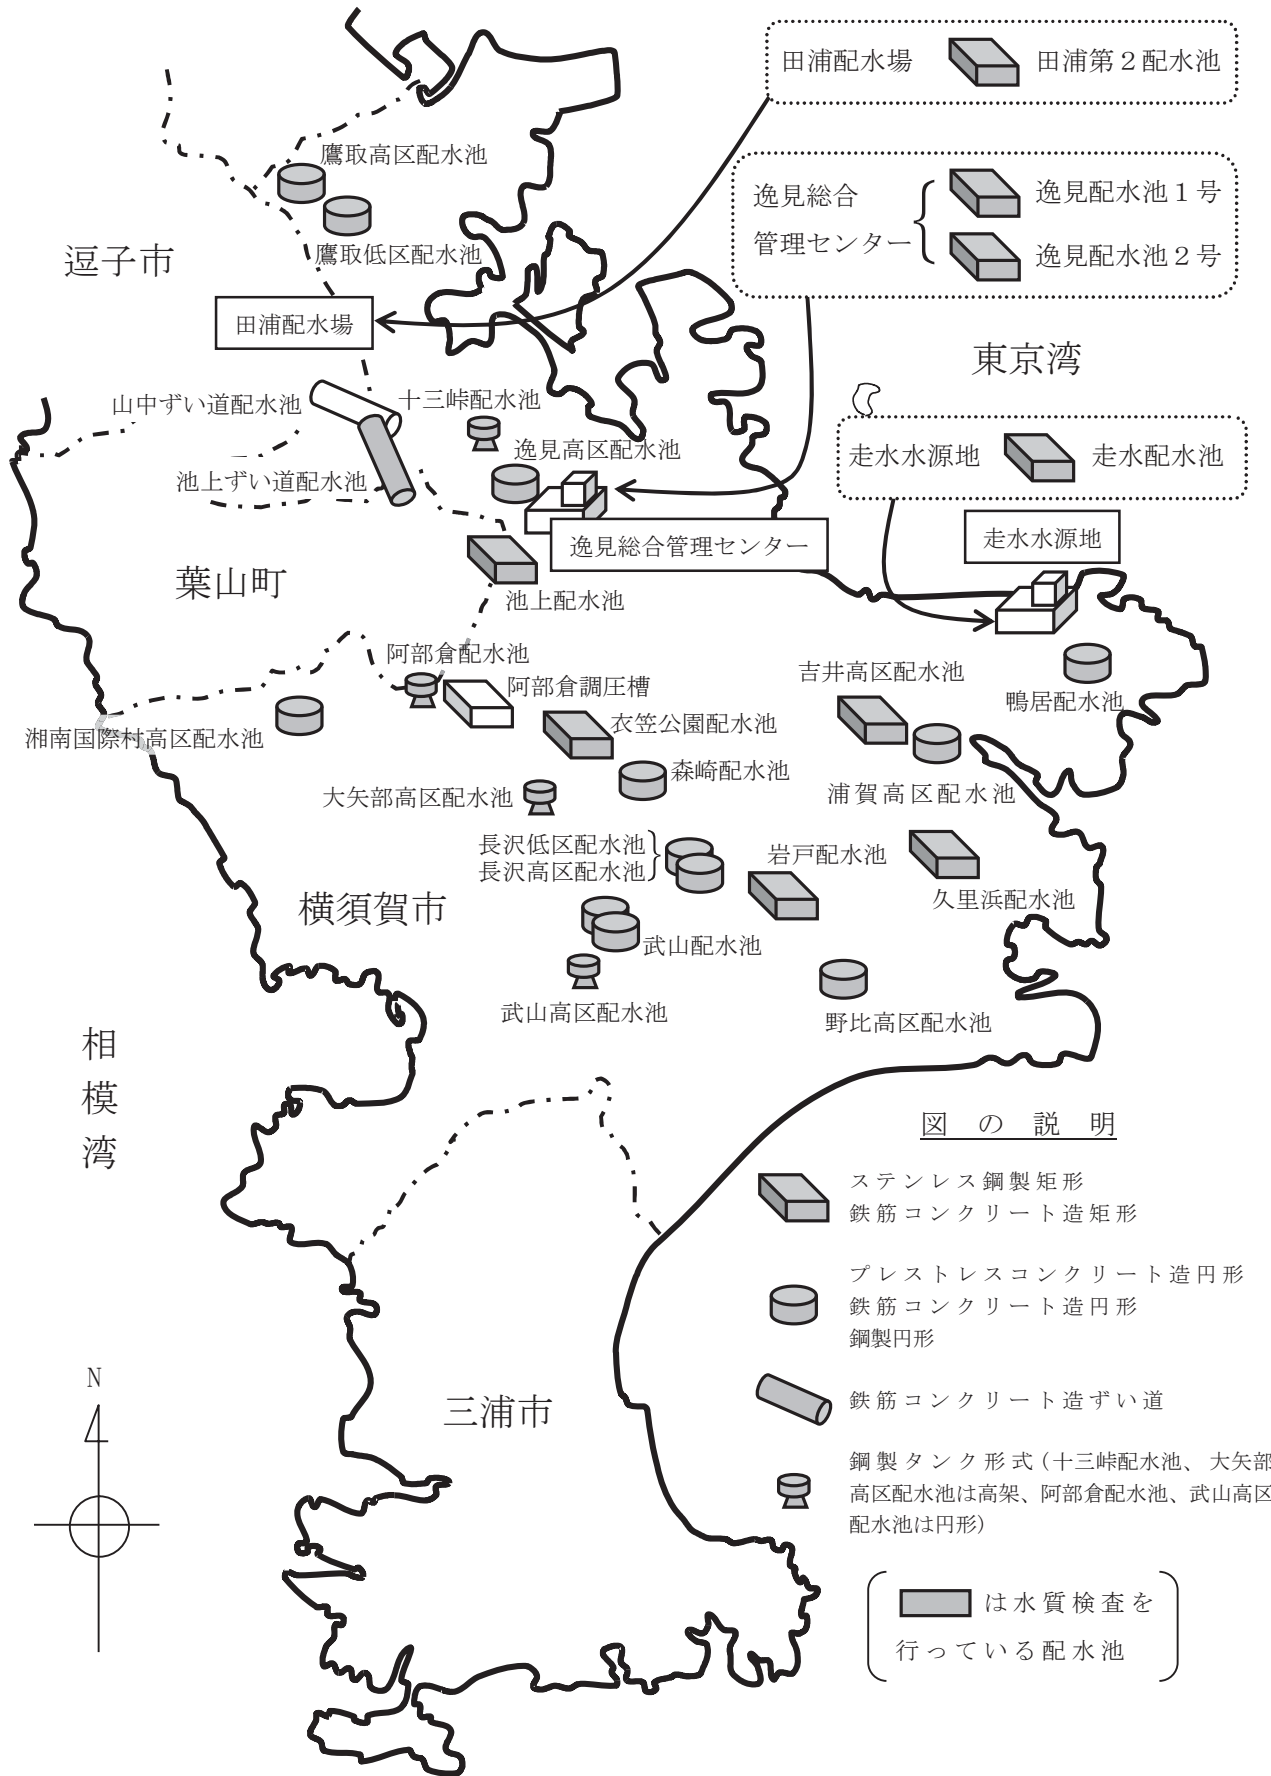 田浦配水場
田浦第２配水池
逸見総合
管理センター
逸見配水池１号
逸見配水池２号
鷹取高区配水池
鷹取低区配水池
逗子市
田浦配水場
東京湾
山中ずい道配水池
十三峠配水池
逸見高区配水池
走水水源地
走水配水池
池上ずい道配水池
逸見総合管理センター
走水水源地
葉山町
池上配水池
阿部倉配水池
阿部倉調圧槽
吉井高区配水池
鴨居配水池
湘南国際村高区配水池
衣笠公園配水池
森崎配水池
大矢部高区配水池
浦賀高区配水池
長沢低区配水池
長沢高区配水池
岩戸配水池
久里浜配水池
横須賀市
武山配水池
武山高区配水池
野比高区配水池
相模湾
図の説明
ステンレス鋼製矩形
鉄筋コンクリート造矩形
プレストレスコンクリート造円形
鉄筋コンクリート造円形
鋼製円形
N
鉄筋コンクリート造ずい道
三浦市
鋼製タンク形式（十三峠配水池、大矢部
高区配水池は高架、阿部倉配水池、武山高区
配水池は円形）
は水質検査を
行っている配水池